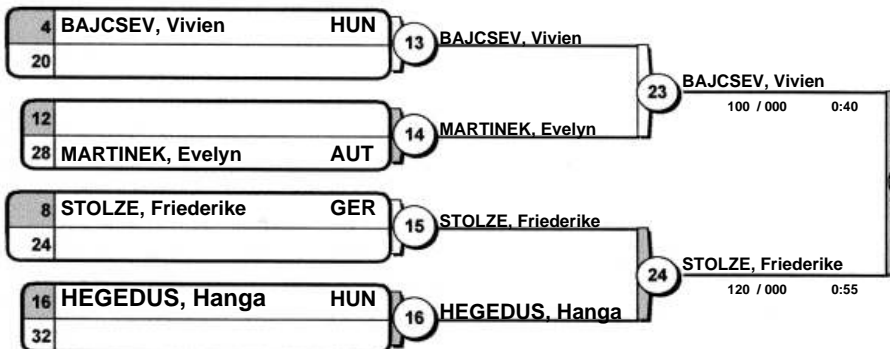 4 BAJCSEV, Vivien HUN
20
13 BAJCSEV, Vivien
12
28 MARTINEK, Evelyn AUT
14 MARTINEK, Evelyn
23 BAJCSEV, Vivien
100 / 000 0:40
8 STOLZE, Friederike GER
24
15 STOLZE, Friederike
16 HEGEDUS, Hanga HUN
32
16 HEGEDUS, Hanga
24 STOLZE, Friederike
120 / 000 0:55